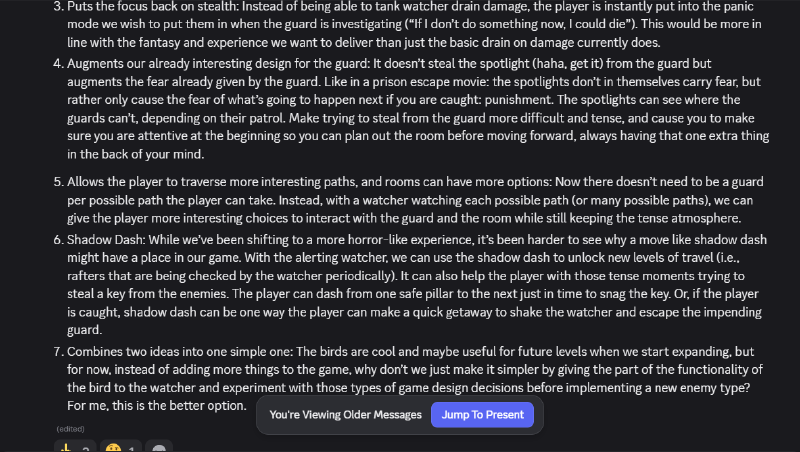 3. Puts the focus back on stealth: Instead of being able to tank watcher drain damage, the player is instantly put into the panic
mode we wish to put them in when the guard is investigating ("If I don't do something now, I could die"). This would be more in
line with the fantasy and experience we want to deliver than just the basic drain on damage currently does.
4. Augments our already interesting design for the guard: It doesn't steal the spotlight (haha, get it) from the guard but
augments the fear already given by the guard. Like in a prison escape movie: the spotlights don't in themselves carry fear, but
rather only cause the fear of what's going to happen next if you are caught: punishment. The spotlights can see where the
guards can't, depending on their patrol. Make trying to steal from the guard more difficult and tense, and cause you to make
sure you are attentive at the beginning so you can plan out the room before moving forward, always having that one extra thing
in the back of your mind.
5. Allows the player to traverse more interesting paths, and rooms can have more options: Now there doesn't need to be a guard
per possible path the player can take. Instead, with a watcher watching each possible path (or many possible paths), we can
give the player more interesting choices to interact with the guard and the room while still keeping the tense atmosphere.
6. Shadow Dash: While we've been shifting to a more horror-like experience, it's been harder to see why a move like shadow dash
might have a place in our game. With the alerting watcher, we can use the shadow dash to unlock new levels of travel (i.e.,
rafters that are being checked by the watcher periodically). It can also help the player with those tense moments trying to
steal a key from the enemies. The player can dash from one safe pillar to the next just in time to snag the key. Or, if the player
is caught, shadow dash can be one way the player can make a quick getaway to shake the watcher and escape the impending
guard.
7. Combines two ideas into one simple one: The birds are cool and maybe useful for future levels when we start expanding, but
for now, instead of adding more things to the game, why don't we just make it simpler by giving the part of the functionality of
the bird to the watcher and experiment with those types of game design decisions before implementing a new enemy type?
For me, this is the better option.
You're Viewing Older Messages Jump To Present
(edited)